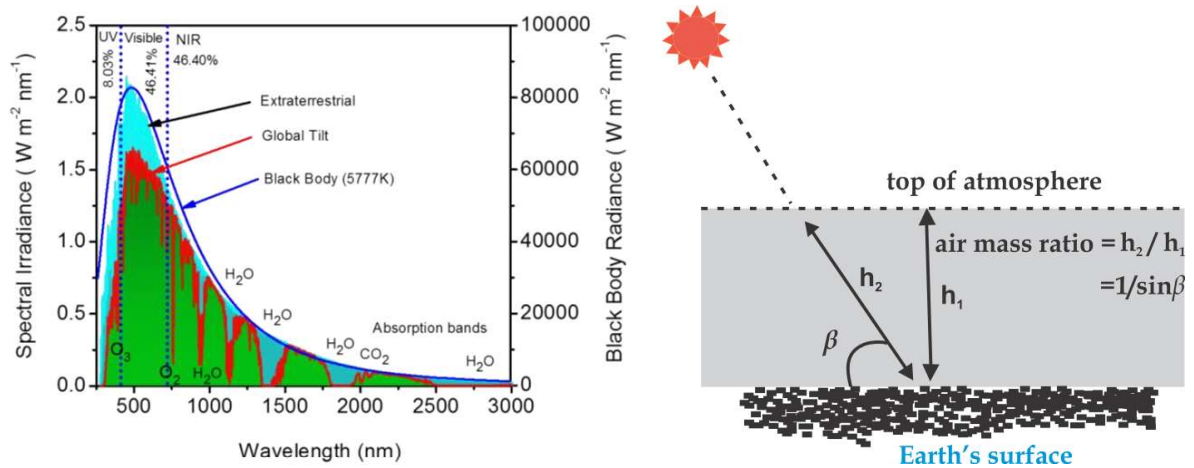 2.5
2.0
1.5
1.0
0.5
0.0
Spectral Irradiance ( W m⁻² nm⁻¹)
UV
8.03%
Visible
46.41%
NIR
46.40%
Extraterrestrial
Global Tilt
Black Body (5777K)
H₂O
H₂O
Absorption bands
H₂O
CO₂
H₂O
O₃
O₂
H₂O
500
1000
1500
2000
2500
3000
Wavelength (nm)
100000
80000
60000
40000
20000
0
Black Body Radiance ( W m⁻² nm⁻¹)
top of atmosphere
air mass ratio = h₂/ h₁
=1/sinβ
h₂
h₁
β
Earth's surface